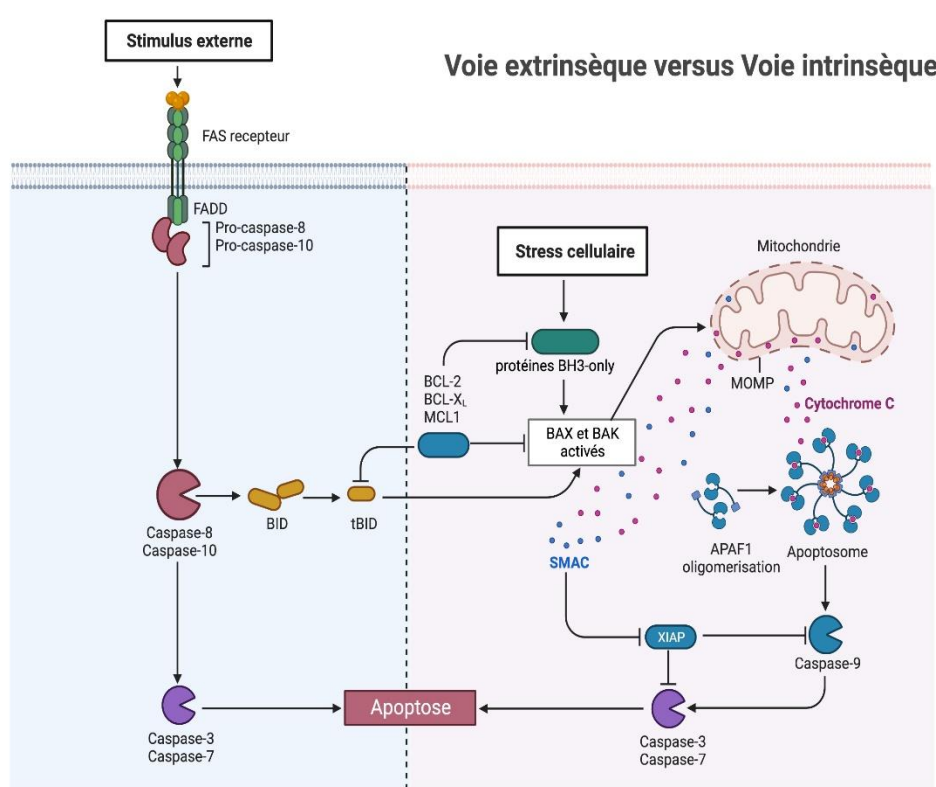 Stimulus externe
Voie extrinsèque versus Voie intrinsèque
FAS recepteur
FADD
Pro-caspase-8
Pro-caspase-10
Stress cellulaire
Mitochondrie
protéines BH3-only
BCL-2
BCL-XL
MCL1
MOMP
Cytochrome C
BAX et BAK
activés
Caspase-8
Caspase-10
BID
tBID
SMAC
APAF1
oligomerisation
Apoptosome
XIAP
Caspase-9
Apoptose
Caspase-3
Caspase-7
Caspase-3
Caspase-7